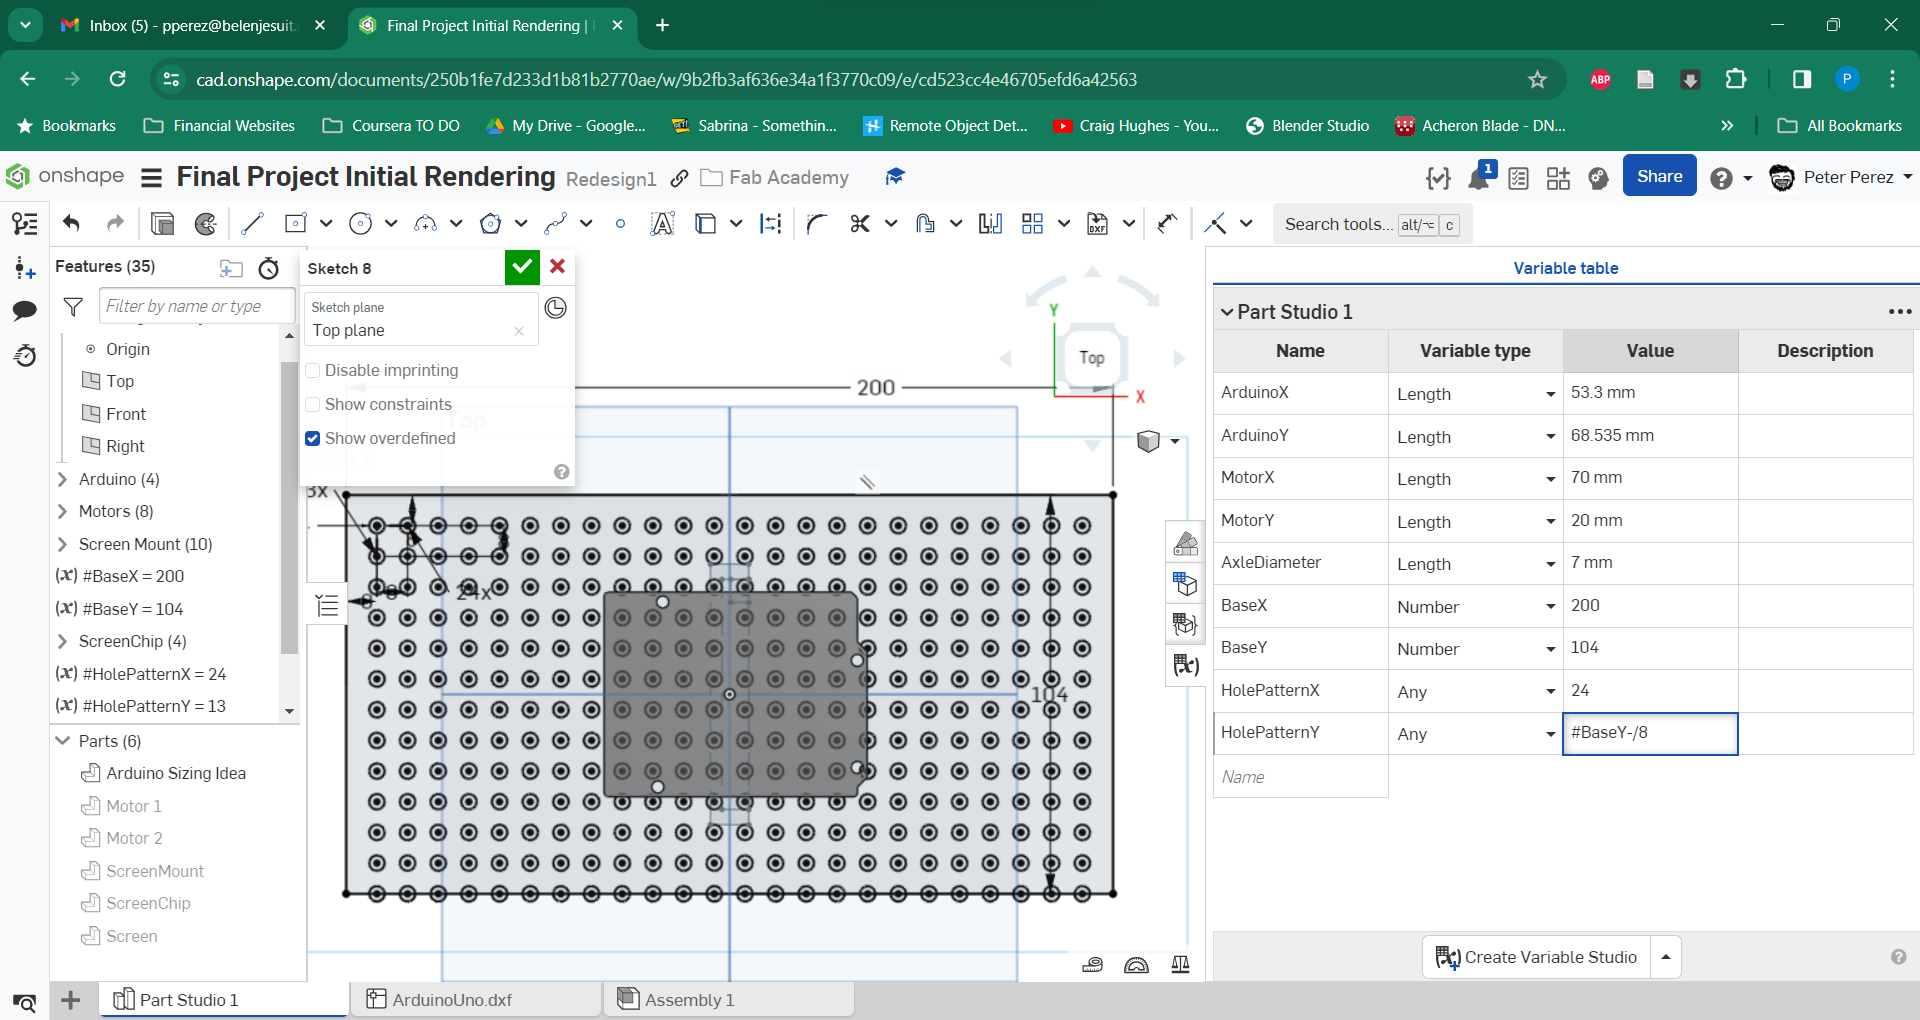 Inbox (5) - pperez@belenjesuit.
Final Project Initial Rendering |
cad.onshape.com/documents/250b1fe7d233d1b81b2770ae/w/9b2fb3af636e34a1f3770c09/e/cd523cc4e46705efd6a42563
ABP
P
Bookmarks
Financial Websites
Coursera TO DO
My Drive - Google...
Sabrina - Somethin...
Remote Object Det...
Craig Hughes - You...
Blender Studio
Acheron Blade - DN...
All Bookmarks
onshape
Final Project Initial Rendering
Redesign1
Fab Academy
1
Share
Peter Perez
DXF
Search tools... alt/⌥ c
Features (35)
Filter by name or type
Origin
Top
Front
Right
Arduino (4)
Motors (8)
Screen Mount (10)
(x) #BaseX = 200
(x) #BaseY = 104
ScreenChip (4)
(x) #HolePatternX = 24
(x) #HolePatternY = 13
Parts (6)
Arduino Sizing Idea
Motor 1
Motor 2
ScreenMount
ScreenChip
Screen
Sketch 8
Sketch plane
Top plane
Disable imprinting
Show constraints
Show overdefined
Top
200
3x
8
8
24x
104
Y
Top
X
Variable table
Part Studio 1
Name Variable type Value Description
ArduinoX Length 53.3 mm
ArduinoY Length 68.535 mm
MotorX Length 70 mm
MotorY Length 20 mm
AxleDiameter Length 7 mm
BaseX Number 200
BaseY Number 104
HolePatternX Any 24
HolePatternY Any #BaseY-/8
Name
Create Variable Studio
Part Studio 1
ArduinoUno.dxf
Assembly 1